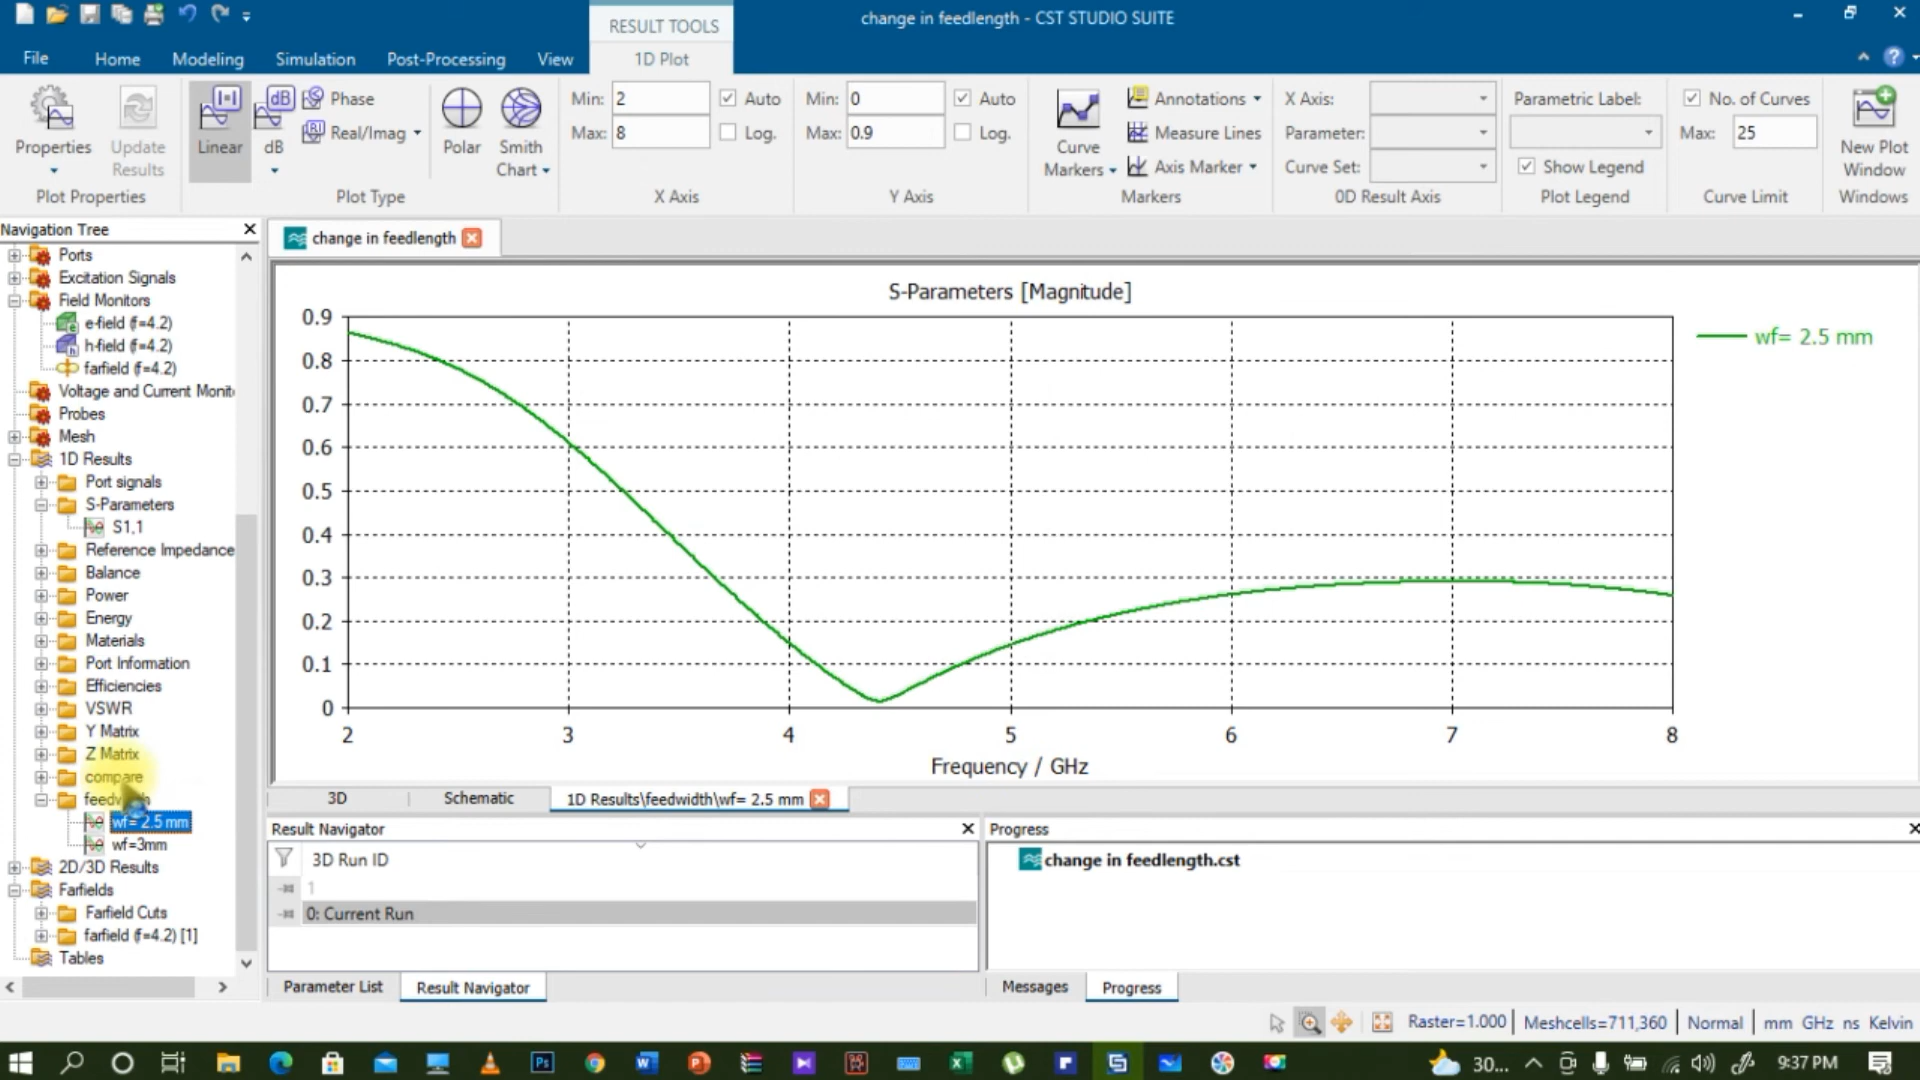 change in feedlength - CST STUDIO SUITE
RESULT TOOLS
File
Home
Modeling
Simulation
Post-Processing
View
1D Plot
Properties
Update Results
Plot Properties
Linear
dB
Phase
Real/Imag
Polar
Smith Chart
Plot Type
Min: 2
Auto
Max: 8
Log.
X Axis
Min: 0
Auto
Max: 0.9
Log.
Y Axis
Curve Markers
Annotations
Measure Lines
Axis Marker
Markers
X Axis:
Parameter:
Curve Set:
0D Result Axis
Parametric Label:
Show Legend
Plot Legend
No. of Curves
Max: 25
Curve Limit
New Plot Window
Windows
Navigation Tree
Ports
Excitation Signals
Field Monitors
e-field (f=4.2)
h-field (f=4.2)
farfield (f=4.2)
Voltage and Current Monit
Probes
Mesh
1D Results
Port signals
S-Parameters
S1,1
Reference Impedance
Balance
Power
Energy
Materials
Port Information
Efficiencies
VSWR
Y Matrix
Z Matrix
compare
wf= 2.5 mm
wf=3mm
2D/3D Results
Farfields
Farfield Cuts
farfield (f=4.2) [1]
Tables
change in feedlength
S-Parameters [Magnitude]
0.9
0.8
0.7
0.6
0.5
0.4
0.3
0.2
0.1
0
2 3 4 5 6 7 8
Frequency / GHz
wf= 2.5 mm
3D
Schematic
1D Results\feedwidth\wf= 2.5 mm
Result Navigator
3D Run ID
1
0: Current Run
Parameter List
Result Navigator
Progress
change in feedlength.cst
Messages
Progress
Raster=1.000
Meshcells=711,360
Normal
mm GHz ns Kelvin
30...
9:37 PM